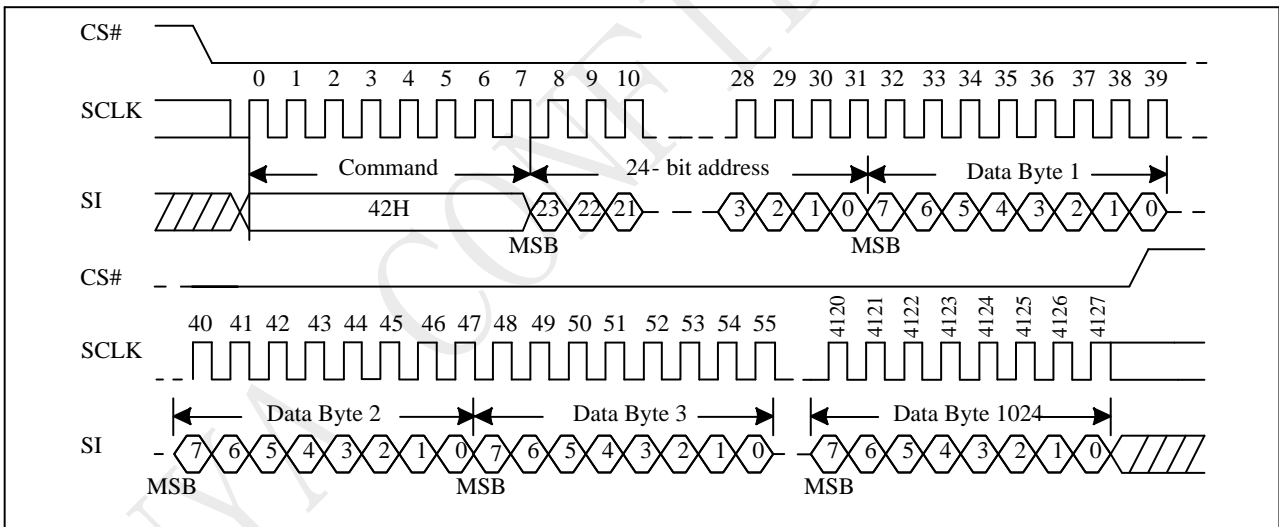 CS#
0 1 2 3 4 5 6 7 8 9 10 28 29 30 31 32 33 34 35 36 37 38 39
SCLK
Command 24- bit address Data Byte 1
SI
42H 23 22 21 3 2 1 0 7 6 5 4 3 2 1 0
MSB MSB
CS#
40 41 42 43 44 45 46 47 48 49 50 51 52 53 54 55 4120 4121 4122 4123 4124 4125 4126 4127
SCLK
Data Byte 2 Data Byte 3 Data Byte 1024
SI
7 6 5 4 3 2 1 0 7 6 5 4 3 2 1 0 7 6 5 4 3 2 1 0
MSB MSB MSB